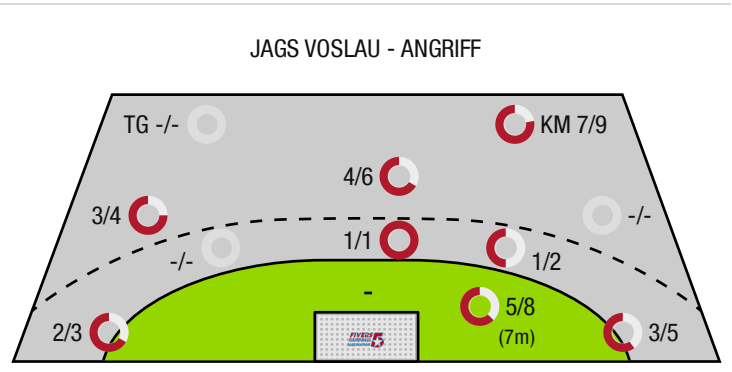 JAGS VOSLAU - ANGRIFF
TG -/-
KM 7/9
4/6
3/4
-/-
-/-
1/1
1/2
-
5/8
(7m)
2/3
3/5
FIVERS